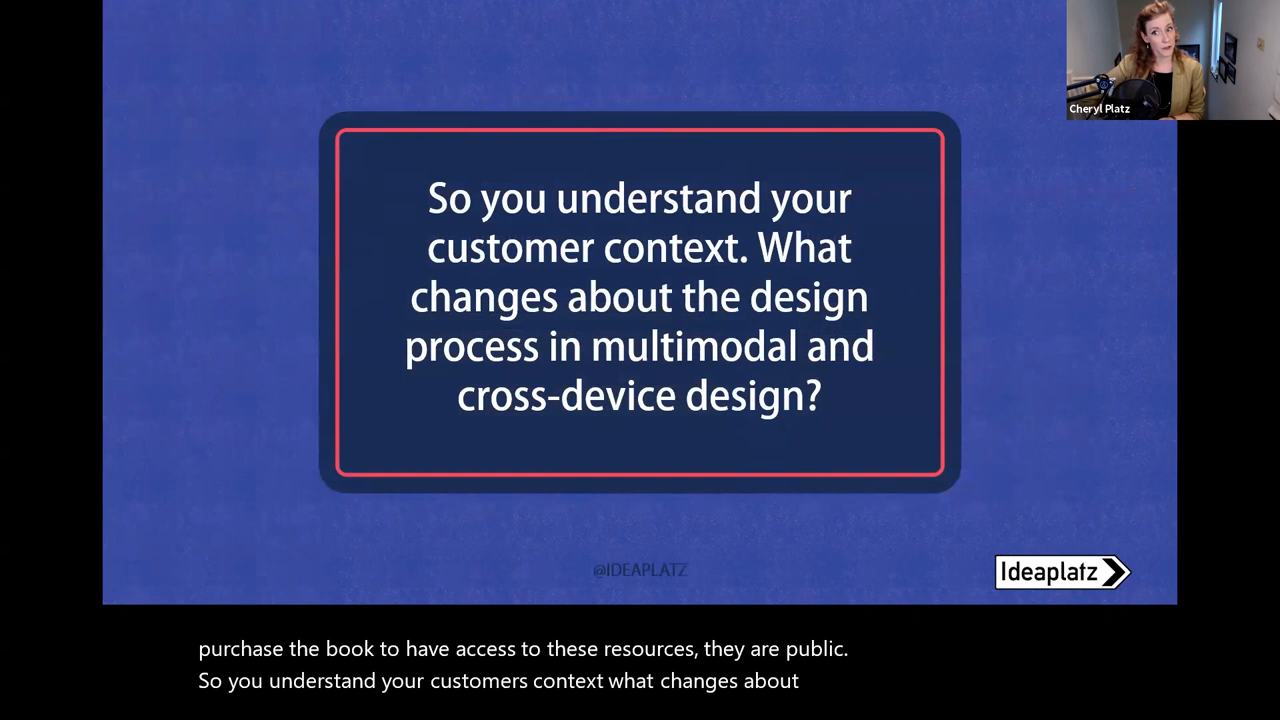 Cheryl Platz
So you understand your
customer context. What
changes about the design
process in multimodal and
cross-device design?
@IDEAPLATZ
Ideaplatz
purchase the book to have access to these resources, they are public.
So you understand your customers context what changes about